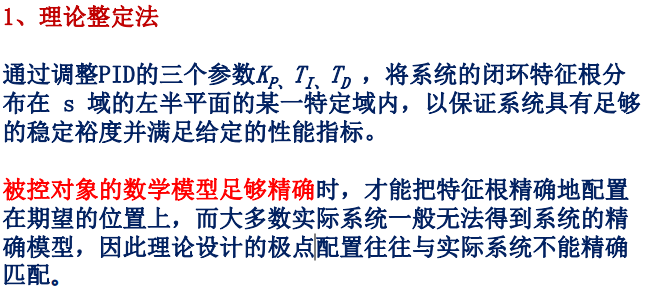 1、理论整定法
通过调整PID的三个参数K_P、T_I、T_D ，将系统的闭环特征根分
布在 s 域的左半平面的某一特定域内，以保证系统具有足够
的稳定裕度并满足给定的性能指标。
被控对象的数学模型足够精确时，才能把特征根精确地配置
在期望的位置上，而大多数实际系统一般无法得到系统的精
确模型，因此理论设计的极点配置往往与实际系统不能精确
匹配。